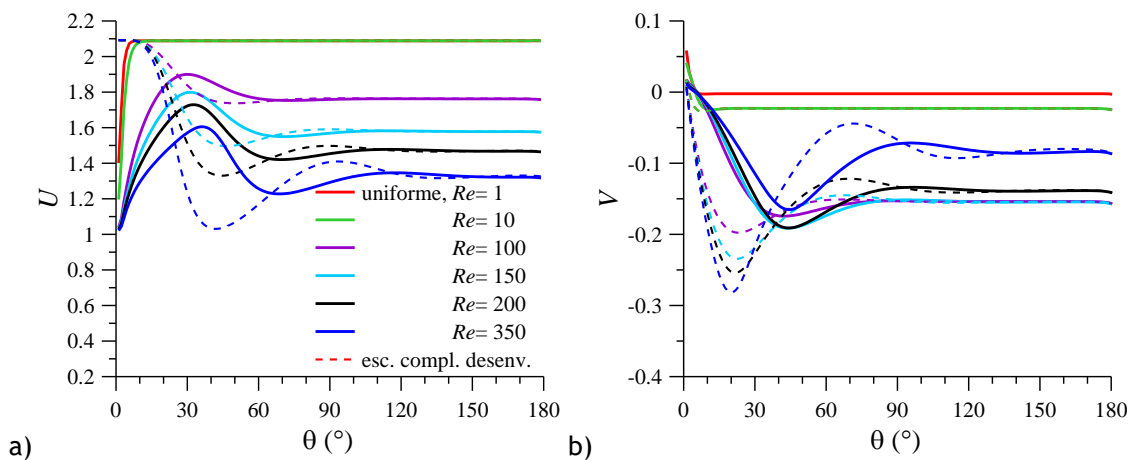 2.2
2
1.8
1.6
1.4
1.2
1
0.8
0.6
0.4
0.2
U
0 30 60 90 120 150 180
θ (°)
a)
uniforme, Re= 1
Re= 10
Re= 100
Re= 150
Re= 200
Re= 350
esc. compl. desenv.
0.1
0
-0.1
-0.2
-0.3
-0.4
V
0 30 60 90 120 150 180
θ (°)
b)